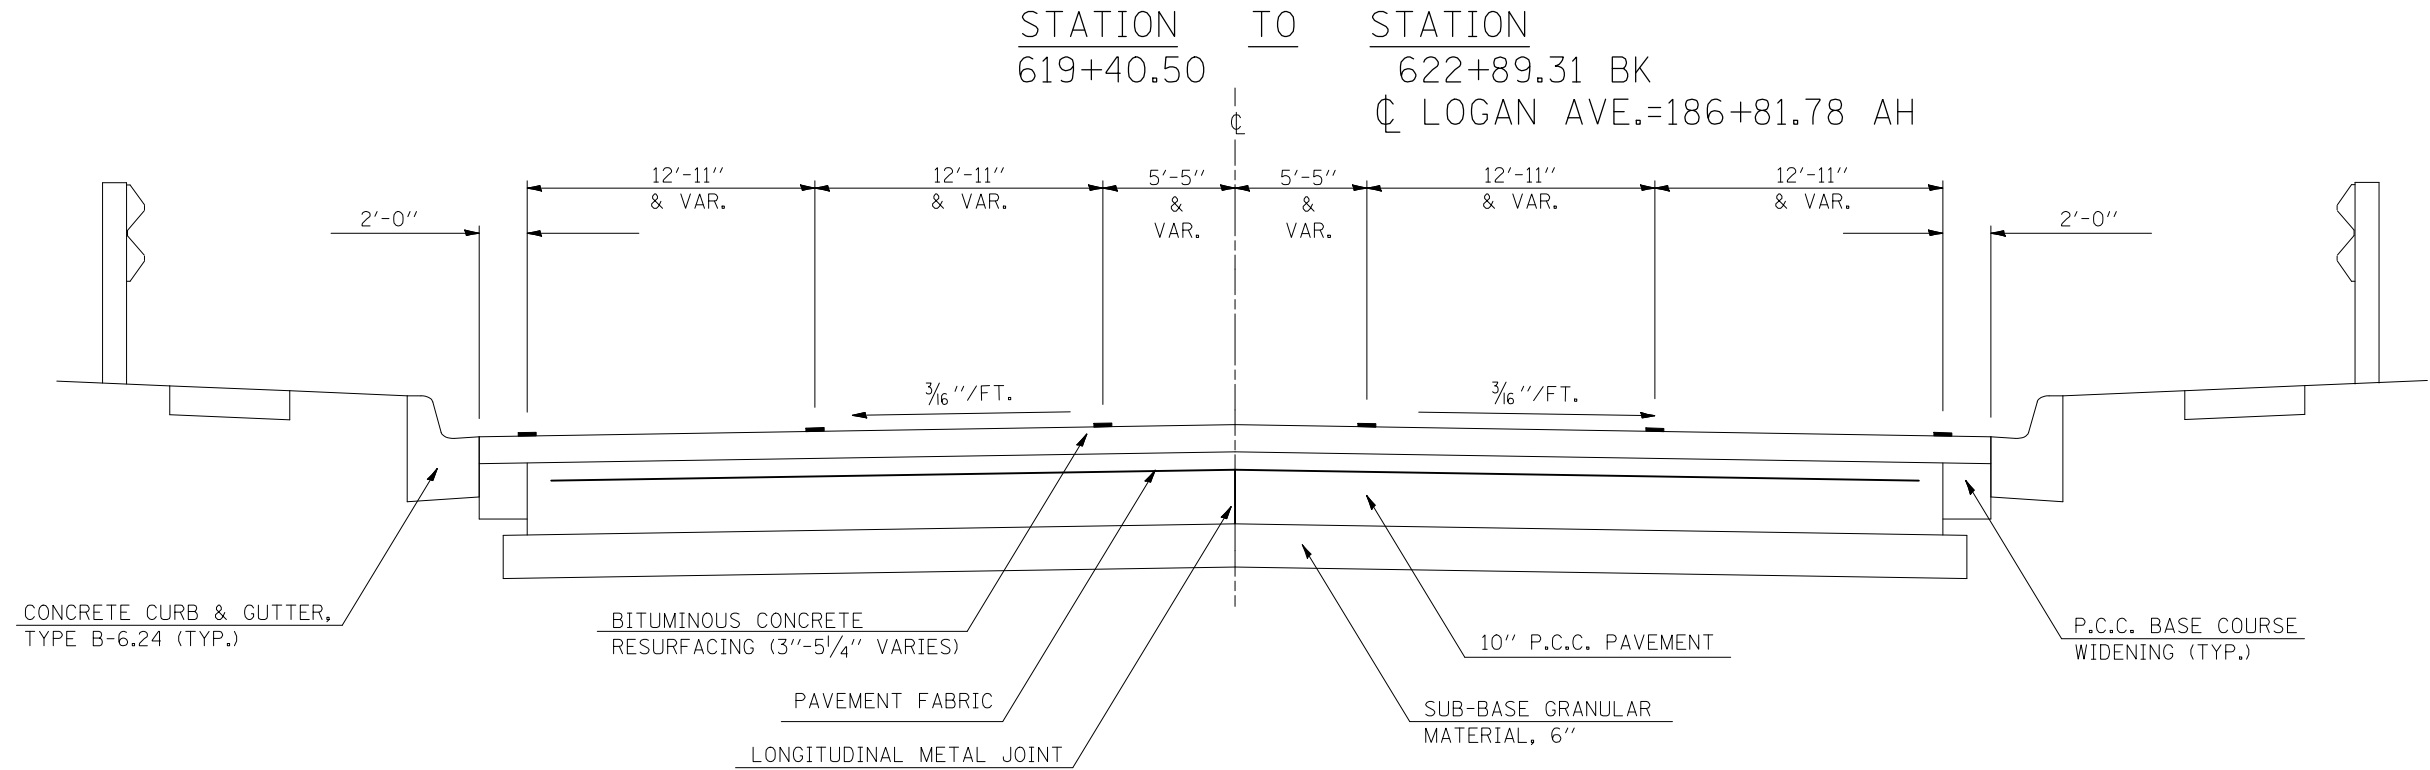 STATION TO STATION
619+40.50 622+89.31 BK
℄ LOGAN AVE.=186+81.78 AH
℄
12'-11" 12'-11" 5'-5" 5'-5" 12'-11" 12'-11"
& VAR. & VAR. & & & VAR. & VAR.
VAR. VAR.
2'-0" 2'-0"
3/16"/FT. 3/16"/FT.
CONCRETE CURB & GUTTER,
TYPE B-6.24 (TYP.)
BITUMINOUS CONCRETE
RESURFACING (3"-5 1/4" VARIES)
10" P.C.C. PAVEMENT
P.C.C. BASE COURSE
WIDENING (TYP.)
PAVEMENT FABRIC
SUB-BASE GRANULAR
MATERIAL, 6"
LONGITUDINAL METAL JOINT